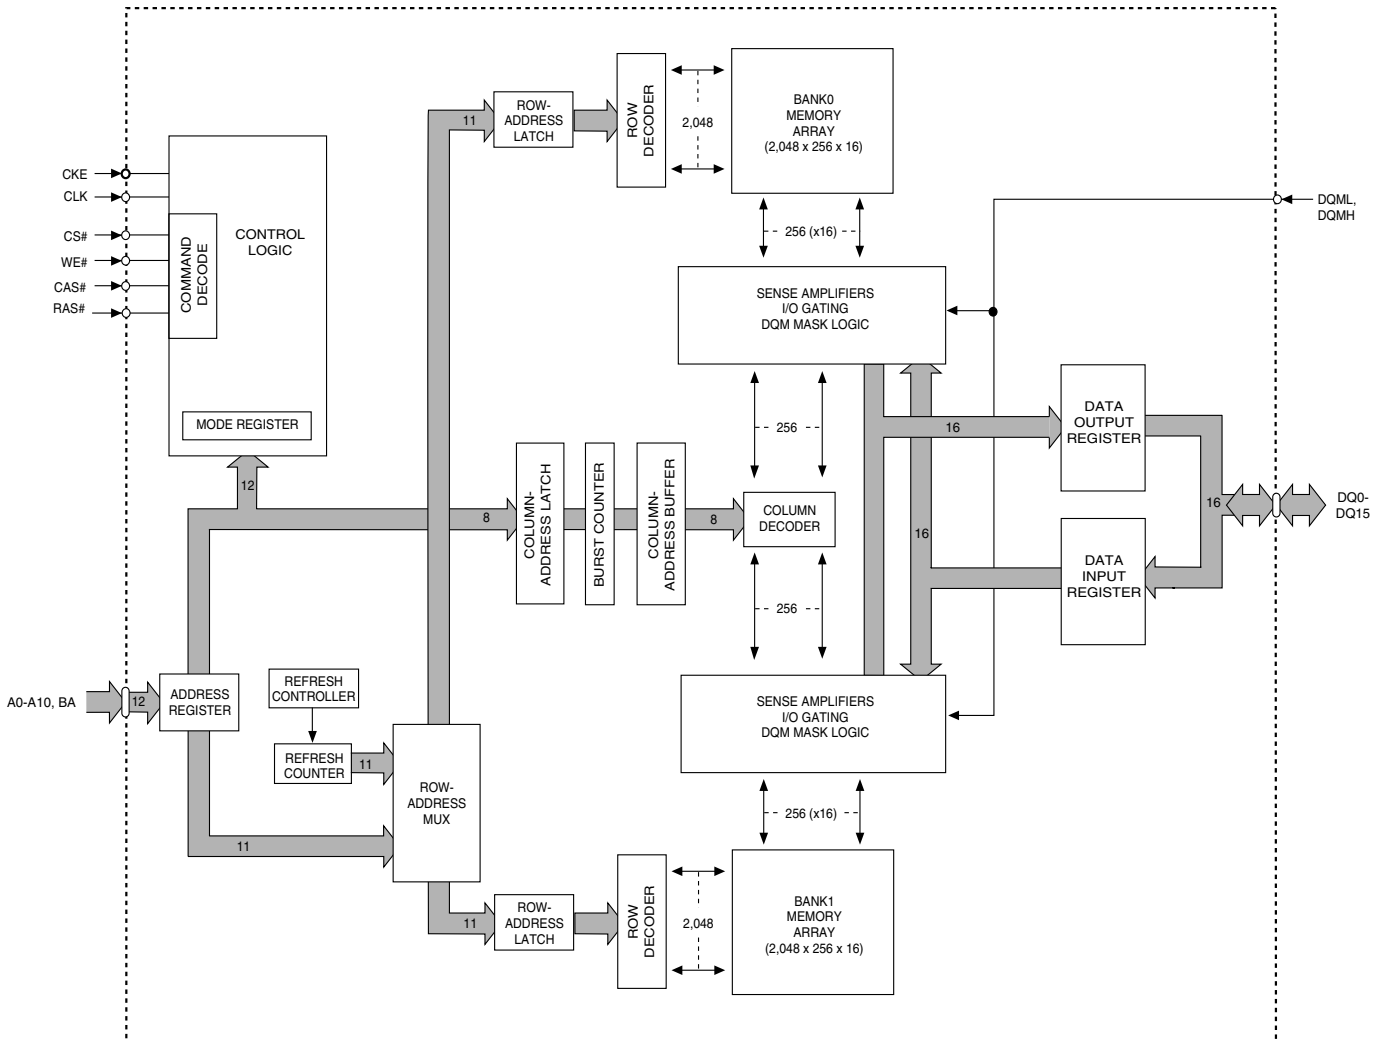 CKE
CLK
CS#
WE#
CAS#
RAS#
CONTROL
LOGIC
COMMAND
DECODE
MODE REGISTER
12
11
ROW-
ADDRESS
LATCH
ROW
DECODER
2,048
BANK0
MEMORY
ARRAY
(2,048 x 256 x 16)
256 (x16)
SENSE AMPLIFIERS
I/O GATING
DQM MASK LOGIC
DQML,
DQMH
256
8
COLUMN-
ADDRESS LATCH
BURST COUNTER
COLUMN-
ADDRESS BUFFER
8
COLUMN
DECODER
256
16
16
DATA
OUTPUT
REGISTER
DATA
INPUT
REGISTER
16
DQ0-
DQ15
A0-A10, BA
12
ADDRESS
REGISTER
REFRESH
CONTROLLER
REFRESH
COUNTER
11
11
ROW-
ADDRESS
MUX
SENSE AMPLIFIERS
I/O GATING
DQM MASK LOGIC
256 (x16)
11
ROW-
ADDRESS
LATCH
ROW
DECODER
2,048
BANK1
MEMORY
ARRAY
(2,048 x 256 x 16)